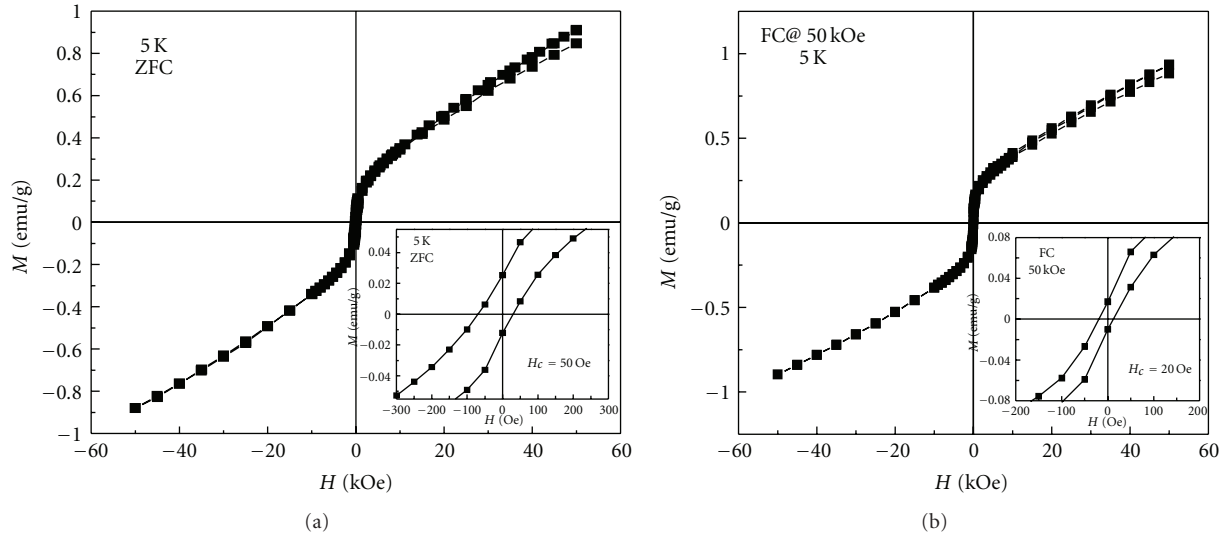 5 K
ZFC
1
0.8
0.6
0.4
0.2
0
−0.2
−0.4
−0.6
−0.8
−1
M (emu/g)
−60 −40 −20 0 20 40 60
H (kOe)
5 K
ZFC
0.04
0.02
0
−0.02
−0.04
M (emu/g)
Hc = 50 Oe
−300 −200 −100 0 100 200 300
H (Oe)
(a)
FC@ 50 kOe
5 K
1
0.5
0
−0.5
−1
M (emu/g)
−60 −40 −20 0 20 40 60
H (kOe)
FC
50 kOe
0.08
0.04
0
−0.04
−0.08
M (emu/g)
Hc = 20 Oe
−200 −100 0 100 200
H (Oe)
(b)